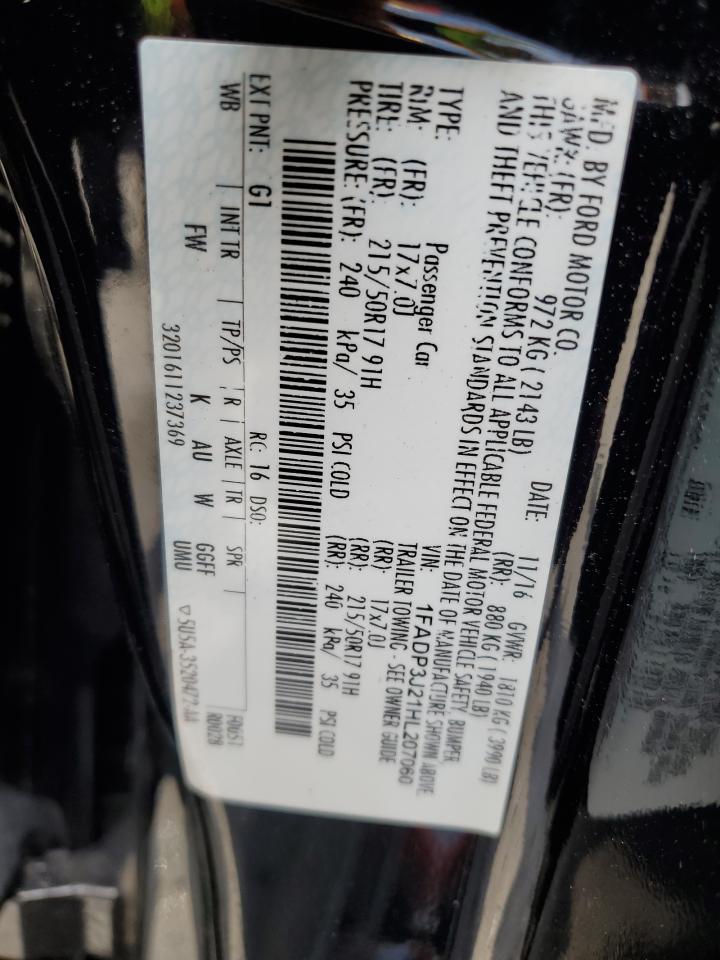 MFD. BY FORD MOTOR CO. DATE: 11/16 GVWR: 1810 KG ( 3990 LB)
GAWR: (FR): 972 KG ( 2143 LB) (RR): 880 KG ( 1940 LB)
THIS VEHICLE CONFORMS TO ALL APPLICABLE FEDERAL MOTOR VEHICLE SAFETY, BUMPER,
AND THEFT PREVENTION STANDARDS IN EFFECT ON THE DATE OF MANUFACTURE SHOWN ABOVE.
VIN: 1FADP3J21HL207060
TYPE: Passenger Car TRAILER TOWING - SEE OWNER GUIDE
RIM: (FR): 17x7.0J (RR): 17x7.0J
TIRE: (FR): 215/50R17 91H (RR): 215/50R17 91H
PRESSURE: (FR): 240 kPa/ 35 PSI COLD (RR): 240 kPa/ 35 PSI COLD
EXT PNT: G1 RC: 16 DSO: F0651
WB | INT TR | TP/PS | R | AXLE | TR | SPR R0028
FW K AU W GGFF
3201611237369 UMU ▽ 5U5A-3520472-AA